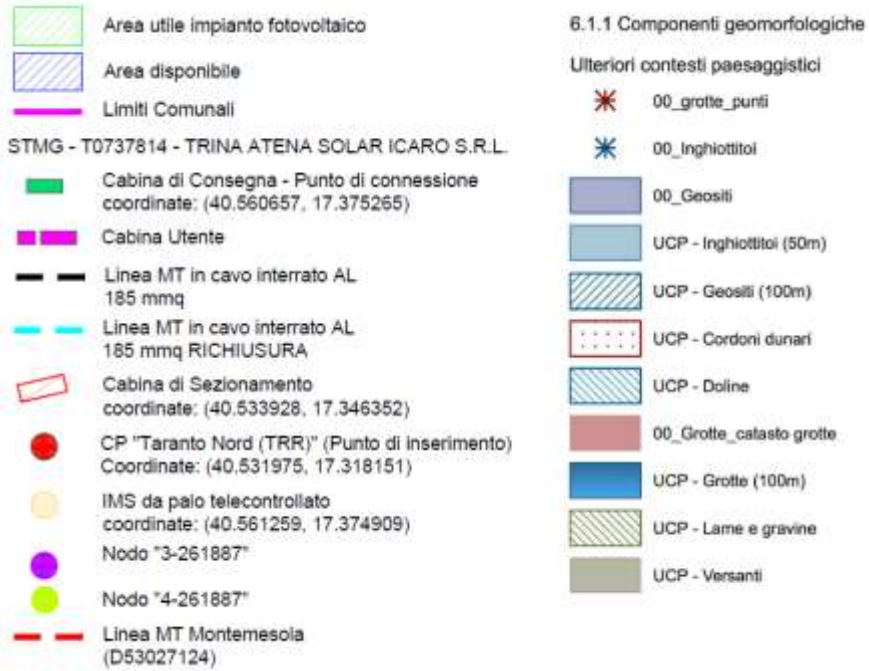 Area utile impianto fotovoltaico
Area disponibile
Limiti Comunali
STMG - T0737814 - TRINA ATENA SOLAR ICARO S.R.L.
Cabina di Consegna - Punto di connessione
coordinate: (40.560657, 17.375265)
Cabina Utente
Linea MT in cavo interrato AL
185 mmq
Linea MT in cavo interrato AL
185 mmq RICHIUSURA
Cabina di Sezionamento
coordinate: (40.533928, 17.346352)
CP "Taranto Nord (TRR)" (Punto di inserimento)
Coordinate: (40.531975, 17.318151)
IMS da palo telecontrollato
coordinate: (40.561259, 17.374909)
Nodo "3-261887"
Nodo "4-261887"
Linea MT Montemesola
(D53027124)
6.1.1 Componenti geomorfologiche
Ulteriori contesti paesaggistici
00_grotte_punti
00_Inghiottitoi
00_Geositi
UCP - Inghiottitoi (50m)
UCP - Geositi (100m)
UCP - Cordoni dunari
UCP - Doline
00_Grotte_catasto grotte
UCP - Grotte (100m)
UCP - Lame e gravine
UCP - Versanti